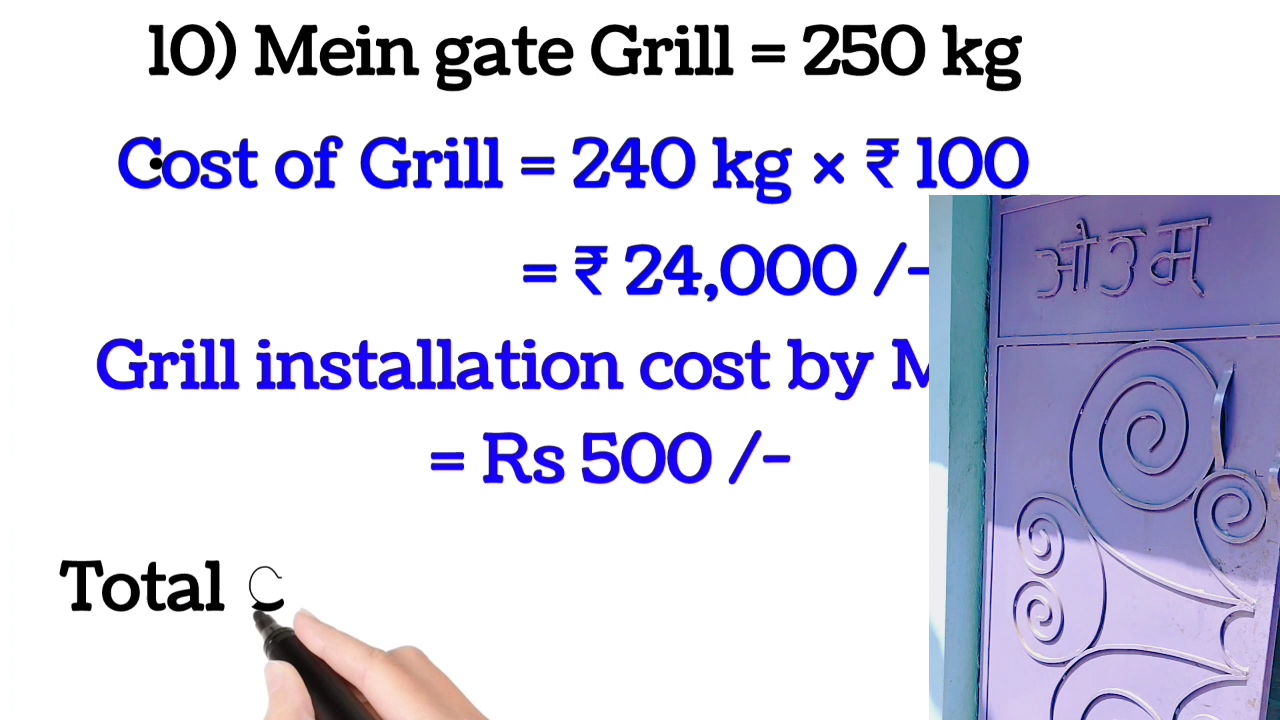 10) Mein gate Grill = 250 kg
Cost of Grill = 240 kg × ₹ 100
= ₹ 24,000 /-
Grill installation cost by
= Rs 500 /-
Total
ओउम्